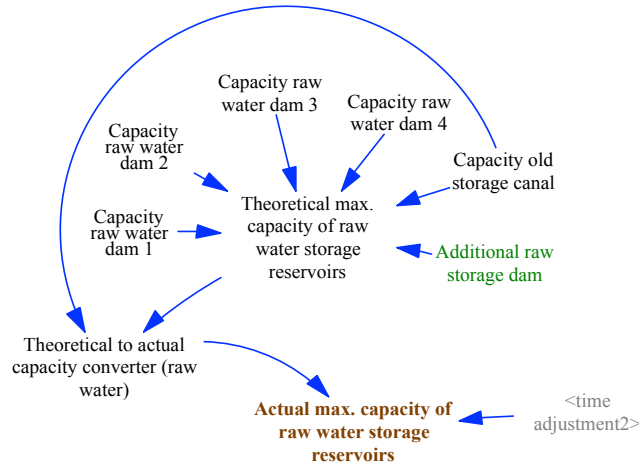 Capacity raw
water dam 3
Capacity raw
water dam 4
Capacity
raw water
dam 2
Capacity old
storage canal
Theoretical max.
capacity of raw
water storage
reservoirs
Capacity
raw water
dam 1
Additional raw
storage dam
Theoretical to actual
capacity converter (raw
water)
Actual max. capacity of
raw water storage
reservoirs
<time
adjustment2>